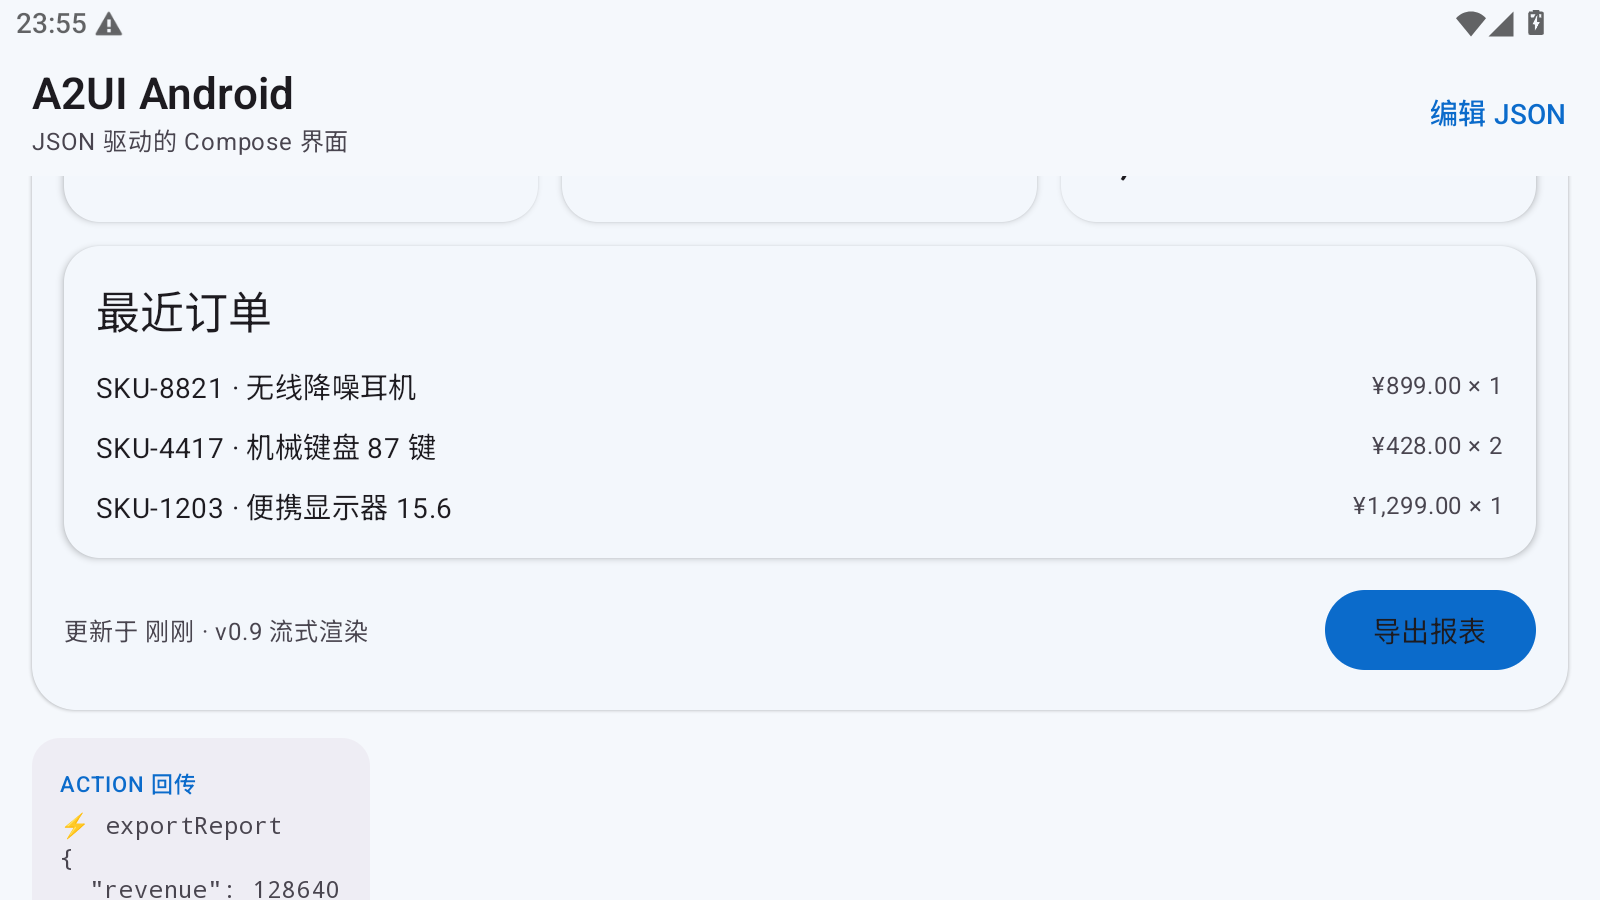 23:55
A2UI Android
JSON 驱动的 Compose 界面
编辑 JSON
最近订单
SKU-8821 · 无线降噪耳机
¥899.00 × 1
SKU-4417 · 机械键盘 87 键
¥428.00 × 2
SKU-1203 · 便携显示器 15.6
¥1,299.00 × 1
更新于 刚刚 · v0.9 流式渲染
导出报表
ACTION 回传
⚡ exportReport
{
"revenue": 128640